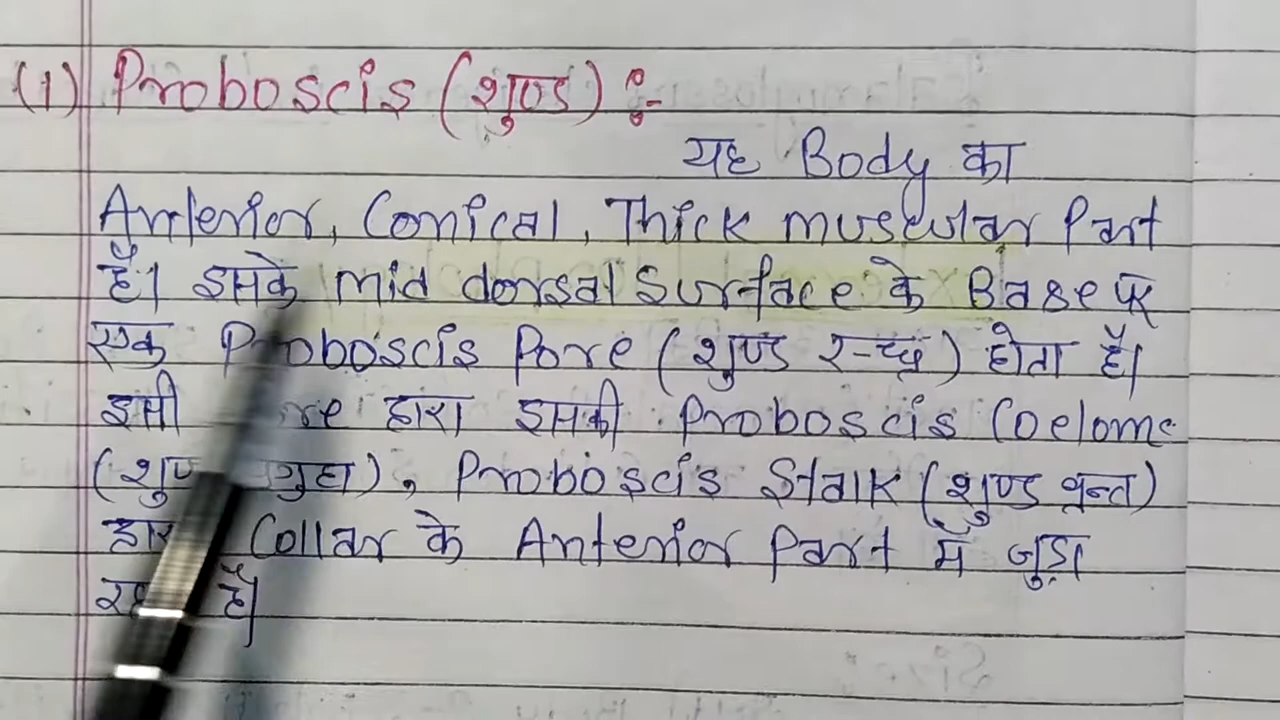 (1) Proboscis (शुण्ड) :-
यह Body का
Anterior, Conical, Thick muscular Part
है। इसके mid dorsal Surface के Base पर
एक Proboscis Pore (शुण्ड रन्ध्र) होता है।
इसी द्वारा इसकी Proboscis Coelome
गुहा), Proboscis Stalk (शुण्ड वृन्त)
Collar के Anterior Part में जुड़ा
है।